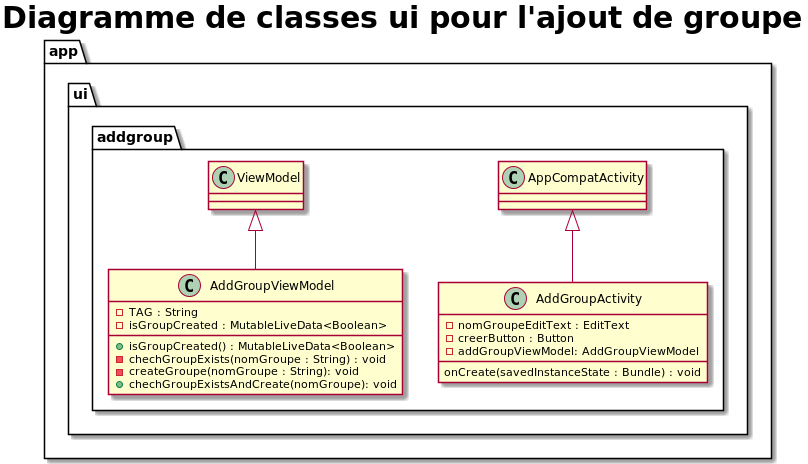 Diagramme de classes ui pour l'ajout de groupe
app
ui
addgroup
C ViewModel
C AppCompatActivity
C AddGroupViewModel
TAG : String
isGroupCreated : MutableLiveData<Boolean>
isGroupCreated() : MutableLiveData<Boolean>
chechGroupExists(nomGroupe : String) : void
createGroupe(nomGroupe : String): void
chechGroupExistsAndCreate(nomGroupe): void
C AddGroupActivity
nomGroupeEditText : EditText
creerButton : Button
addGroupViewModel: AddGroupViewModel
onCreate(savedInstanceState : Bundle) : void